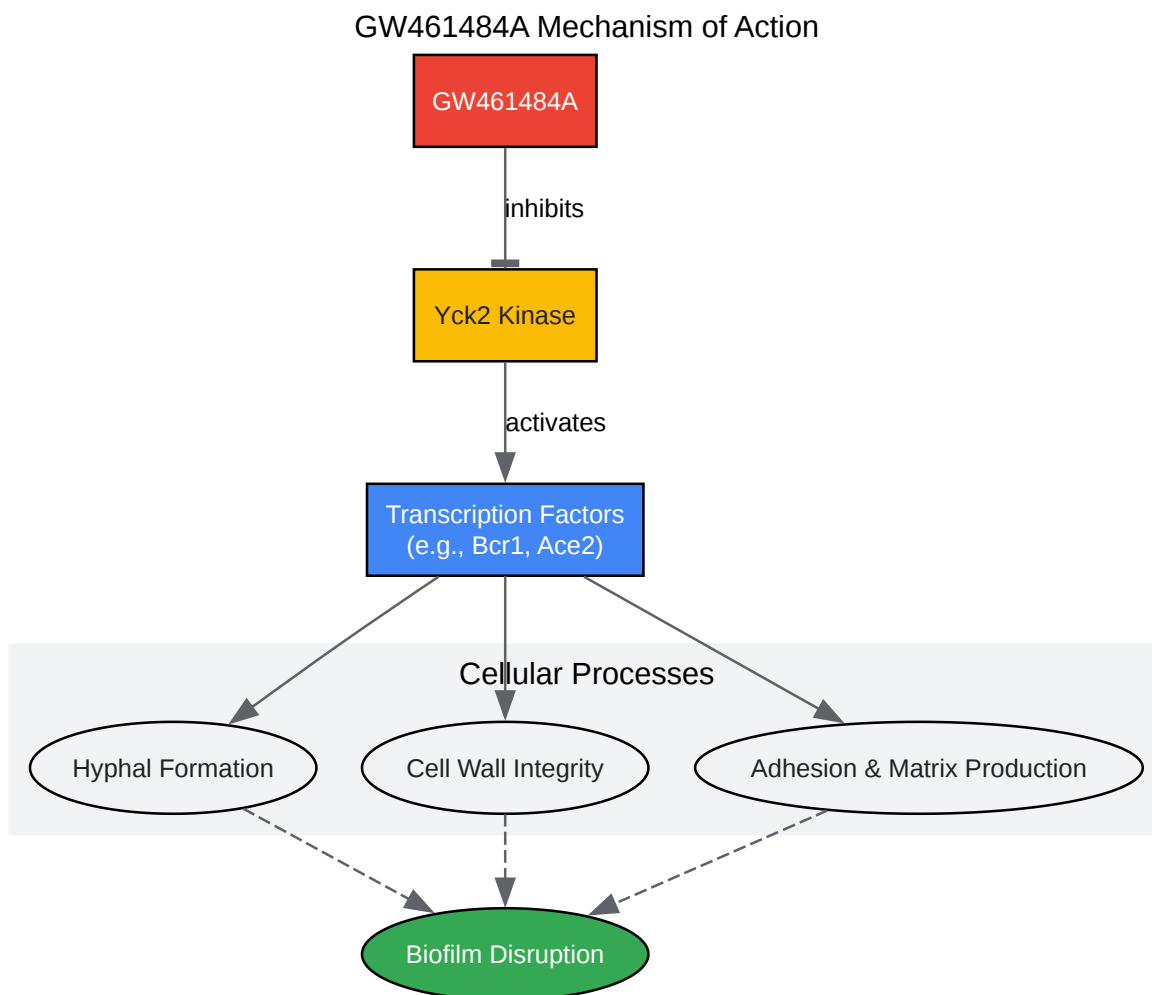 GW461484A Mechanism of Action
GW461484A
inhibits
Yck2 Kinase
activates
Transcription Factors
(e.g., Bcr1, Ace2)
Cellular Processes
Hyphal Formation
Cell Wall Integrity
Adhesion & Matrix Production
Biofilm Disruption